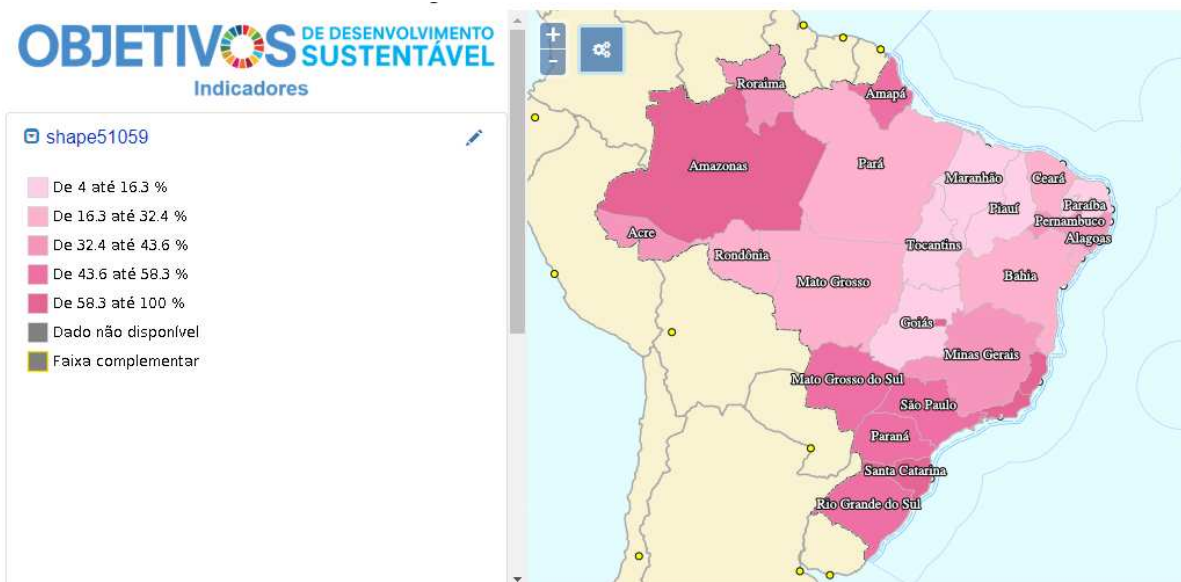 OBJETIVOS DE DESENVOLVIMENTO
SUSTENTÁVEL
Indicadores
shape51059
De 4 até 16.3 %
De 16.3 até 32.4 %
De 32.4 até 43.6 %
De 43.6 até 58.3 %
De 58.3 até 100 %
Dado não disponível
Faixa complementar
+
-
Roraima
Amapá
Amazonas
Pará
Maranhão
Ceará
Piauí
Paraíba
Pernambuco
Acre
Tocantins
Alagoas
Rondônia
Mato Grosso
Bahia
Goiás
Minas Gerais
Mato Grosso do Sul
São Paulo
Paraná
Santa Catarina
Rio Grande do Sul